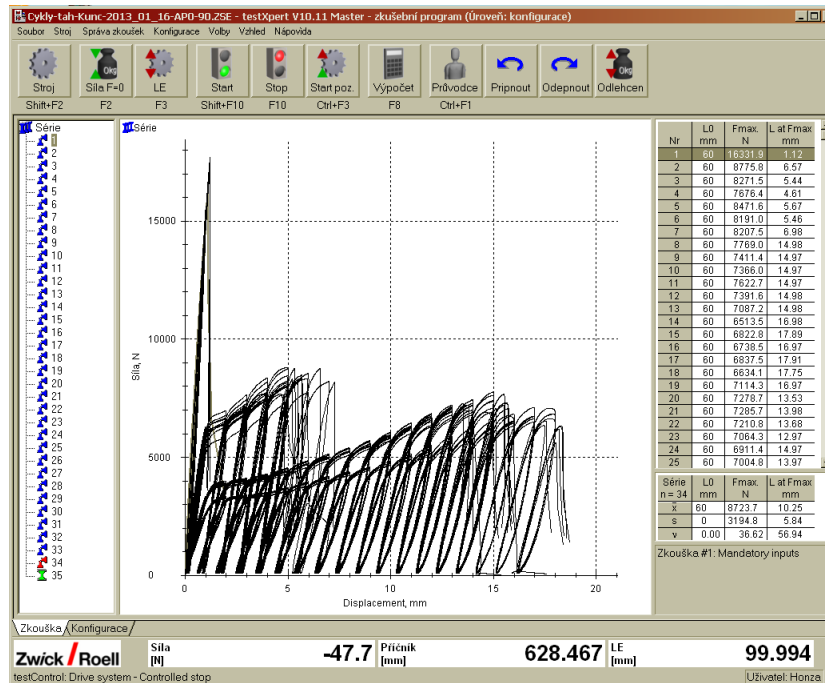 Cykly-tah-Kunc-2013_01_16-AP0-90.ZSE - testXpert V10.11 Master - zkušební program (Úroveň: konfigurace)
Soubor Stroj Správa zkoušek Konfigurace Volby Vzhled Nápovida
Stroj Síla F=0 LE Start Stop Start poz. Výpočet Průvodce Pripnout Odepnout Odlehcen
Shift+F2 F2 F3 Shift+F10 F10 Ctrl+F3 F8 Ctrl+F1
Série
1
2
3
4
5
6
7
8
9
10
11
12
13
14
15
16
17
18
19
20
21
22
23
24
25
26
27
28
29
30
31
32
33
34
35
Série
Síla, N
15000
10000
5000
0
0 5 10 15 20
Displacement, mm
Nr L0 mm Fmax. N L at Fmax mm
1 60 16331.9 1.12
2 60 8775.8 6.57
3 60 8271.5 5.44
4 60 7676.4 4.61
5 60 8471.6 5.67
6 60 8191.0 5.46
7 60 8207.5 6.98
8 60 7769.0 14.98
9 60 7411.4 14.97
10 60 7366.0 14.97
11 60 7622.7 14.97
12 60 7391.6 14.98
13 60 7087.2 14.98
14 60 6513.5 16.98
15 60 6822.8 17.89
16 60 6738.5 16.97
17 60 6837.5 17.91
18 60 6634.1 17.75
19 60 7114.3 16.97
20 60 7278.7 13.53
21 60 7285.7 13.98
22 60 7210.8 13.68
23 60 7064.3 12.97
24 60 6911.4 14.97
25 60 7004.8 13.97
Série L0 Fmax. L at Fmax
n = 34 mm N mm
x̄ 60 8723.7 10.25
s 0 3194.8 5.84
v 0.00 36.62 56.94
Zkouška #1: Mandatory inputs
Zkouška Konfigurace
Zwick / Roell
Síla [N] -47.7
Příčník [mm] 628.467
LE [mm] 99.994
testControl: Drive system - Controlled stop
Uživatel: Honza